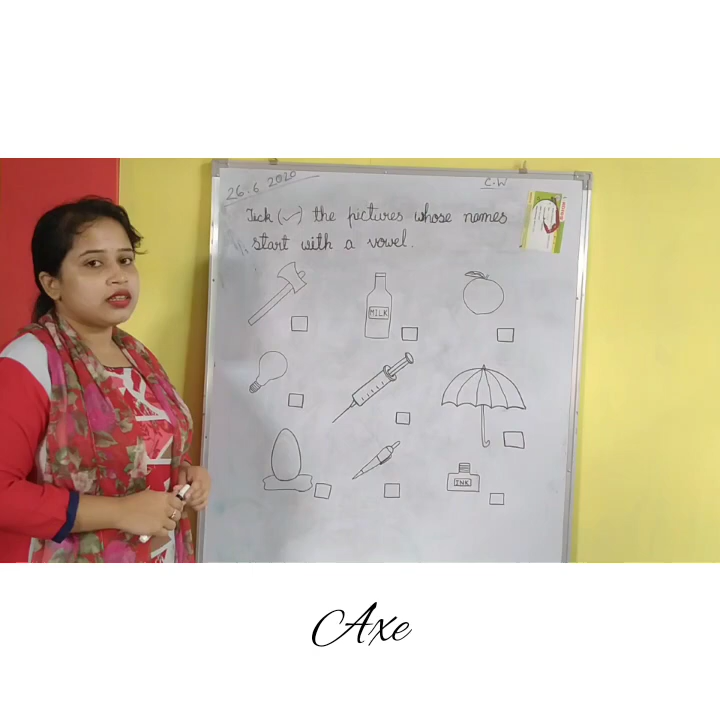 26.6.2020
C.W
Tick (✓) the pictures whose names
start with a vowel.
MILK
INK
Axe